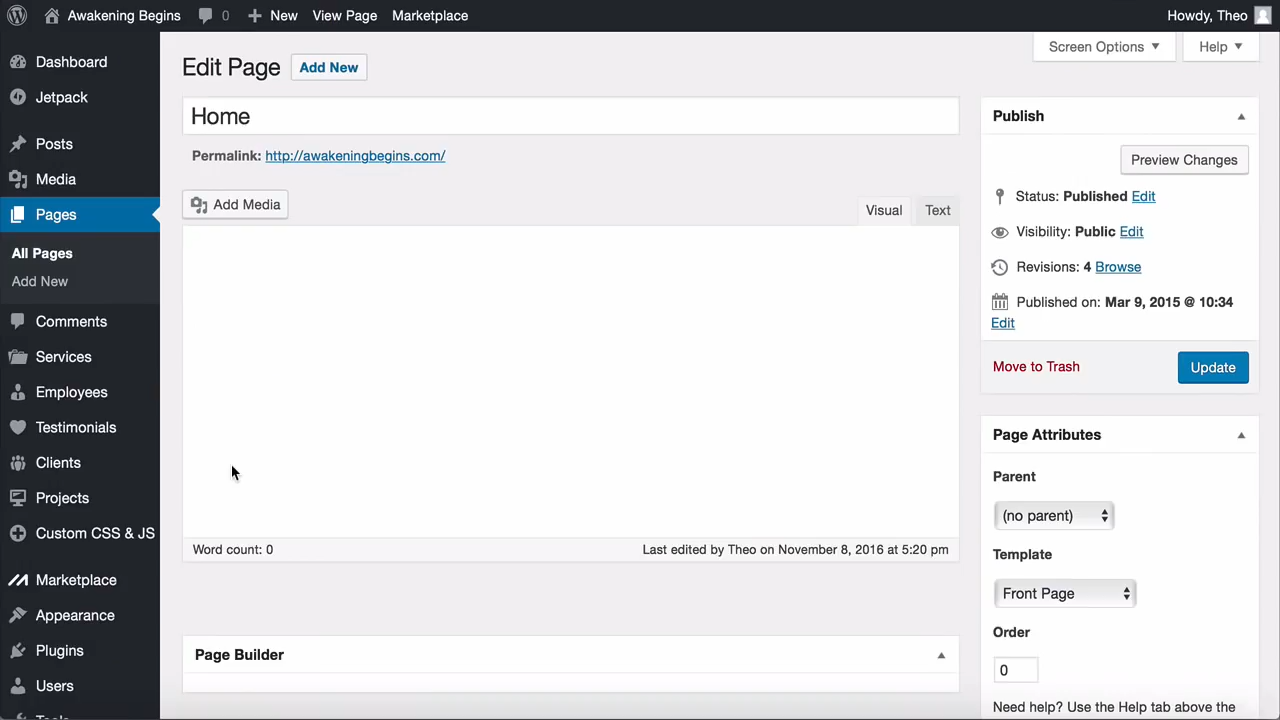 Awakening Begins 0 New View Page Marketplace Howdy, Theo
Dashboard
Jetpack
Posts
Media
Pages
All Pages
Add New
Comments
Services
Employees
Testimonials
Clients
Projects
Custom CSS & JS
Marketplace
Appearance
Plugins
Users
Screen Options Help
Edit Page Add New
Home
Permalink: http://awakeningbegins.com/
Add Media
Visual Text
Word count: 0 Last edited by Theo on November 8, 2016 at 5:20 pm
Page Builder
Publish
Preview Changes
Status: Published Edit
Visibility: Public Edit
Revisions: 4 Browse
Published on: Mar 9, 2015 @ 10:34
Edit
Move to Trash Update
Page Attributes
Parent
(no parent)
Template
Front Page
Order
0
Need help? Use the Help tab above the